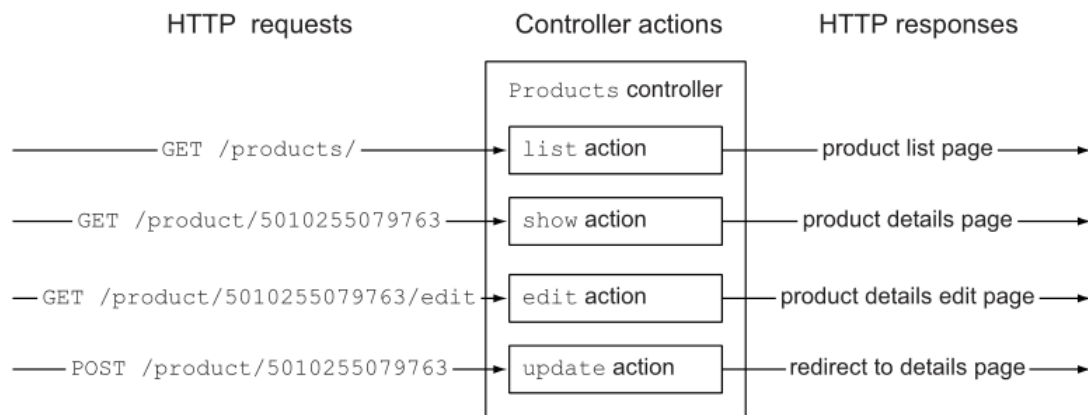 HTTP requests Controller actions HTTP responses
Products controller
GET /products/ list action product list page
GET /product/5010255079763 show action product details page
GET /product/5010255079763/edit edit action product details edit page
POST /product/5010255079763 update action redirect to details page